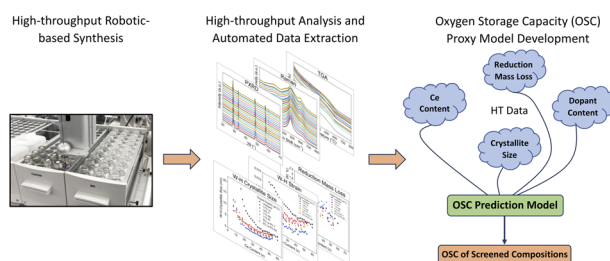 High-throughput Robotic-
based Synthesis
High-throughput Analysis and
Automated Data Extraction
Oxygen Storage Capacity (OSC)
Proxy Model Development
PXRD
Raman
TGA
W-H Crystallite Size
W-H Strain
Reduction Mass Loss
Reduction
Mass Loss
Ce
Content
HT Data
Dopant
Content
Crystallite
Size
OSC Prediction Model
OSC of Screened Compositions